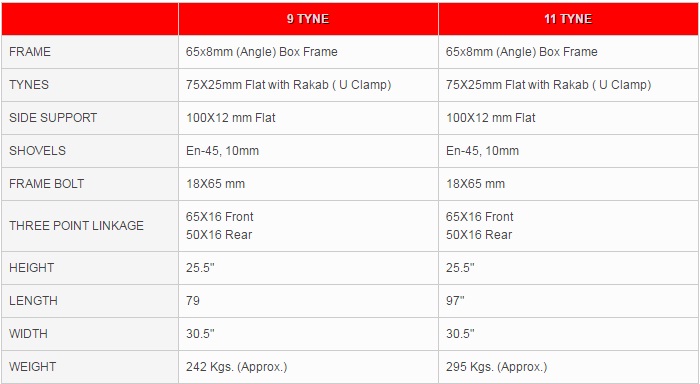 9 TYNE 11 TYNE
FRAME 65x8mm (Angle) Box Frame 65x8mm (Angle) Box Frame
TYNES 75X25mm Flat with Rakab ( U Clamp) 75X25mm Flat with Rakab ( U Clamp)
SIDE SUPPORT 100X12 mm Flat 100X12 mm Flat
SHOVELS En-45, 10mm En-45, 10mm
FRAME BOLT 18X65 mm 18X65 mm
THREE POINT LINKAGE 65X16 Front 65X16 Front
50X16 Rear 50X16 Rear
HEIGHT 25.5" 25.5"
LENGTH 79 97"
WIDTH 30.5" 30.5"
WEIGHT 242 Kgs. (Approx.) 295 Kgs. (Approx.)